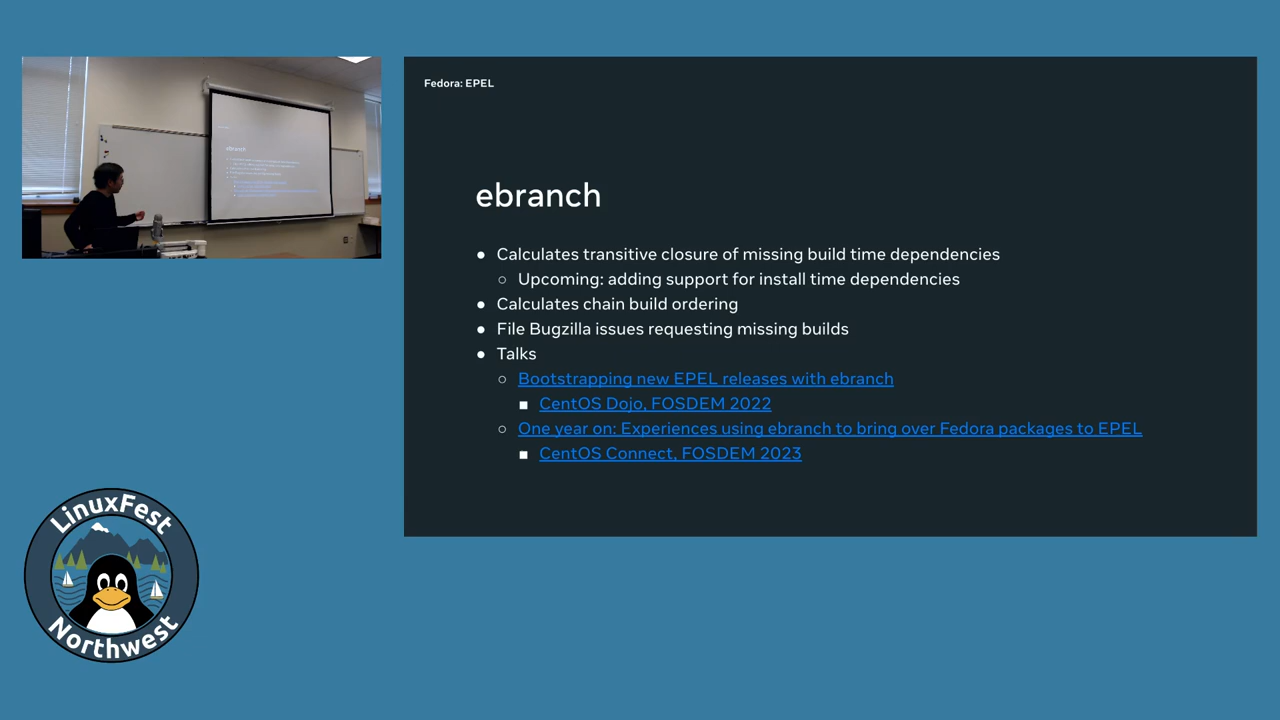 Fedora: EPEL
ebranch
● Calculates transitive closure of missing build time dependencies
○ Upcoming: adding support for install time dependencies
● Calculates chain build ordering
● File Bugzilla issues requesting missing builds
● Talks
○ Bootstrapping new EPEL releases with ebranch
■ CentOS Dojo, FOSDEM 2022
○ One year on: Experiences using ebranch to bring over Fedora packages to EPEL
■ CentOS Connect, FOSDEM 2023
LinuxFest
Northwest